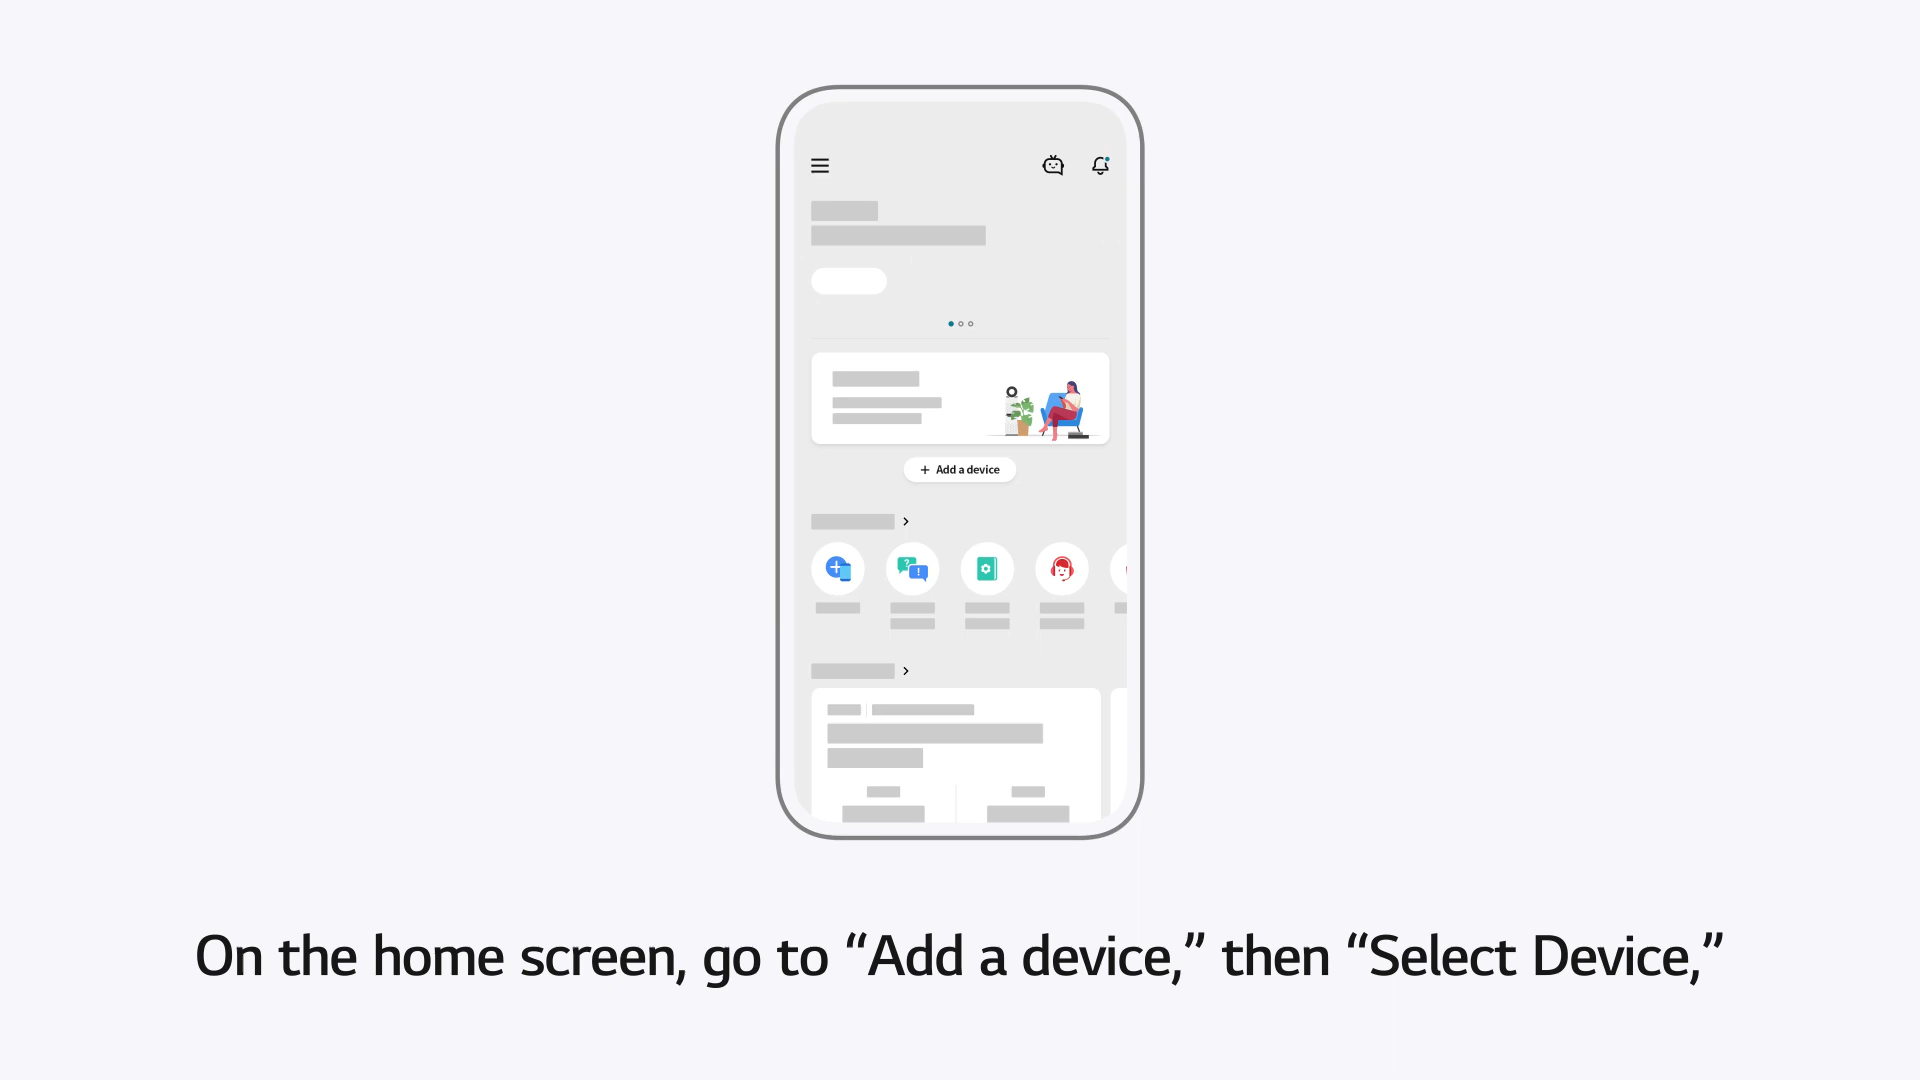 + Add a device
On the home screen, go to “Add a device,” then “Select Device,”